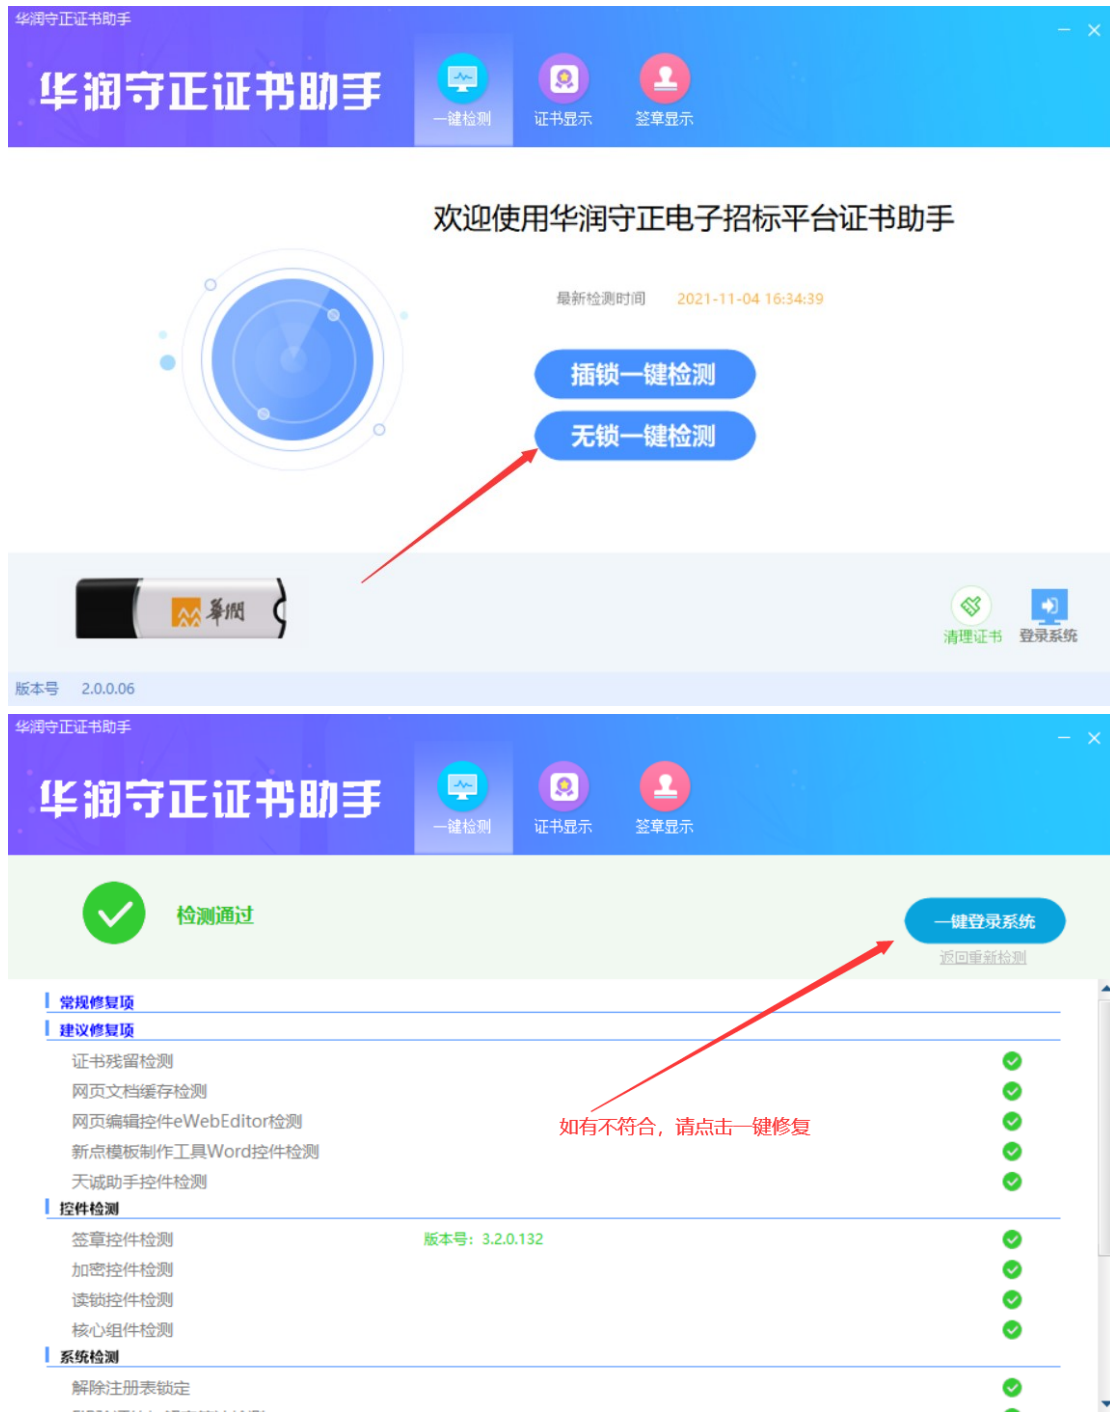 华润守正证书助手
华润守正证书助手
一键检测 证书显示 签章显示
欢迎使用华润守正电子招标平台证书助手
最新检测时间 2021-11-04 16:34:39
插锁一键检测
无锁一键检测
華潤
清理证书 登录系统
版本号 2.0.0.06
华润守正证书助手
华润守正证书助手
一键检测 证书显示 签章显示
检测通过
一键登录系统
返回重新检测
常规修复项
建议修复项
证书残留检测
网页文档缓存检测
网页编辑控件eWebEditor检测
如有不符合，请点击一键修复
新点模板制作工具Word控件检测
天诚助手控件检测
控件检测
签章控件检测 版本号：3.2.0.132
加密控件检测
读锁控件检测
核心组件检测
系统检测
解除注册表锁定